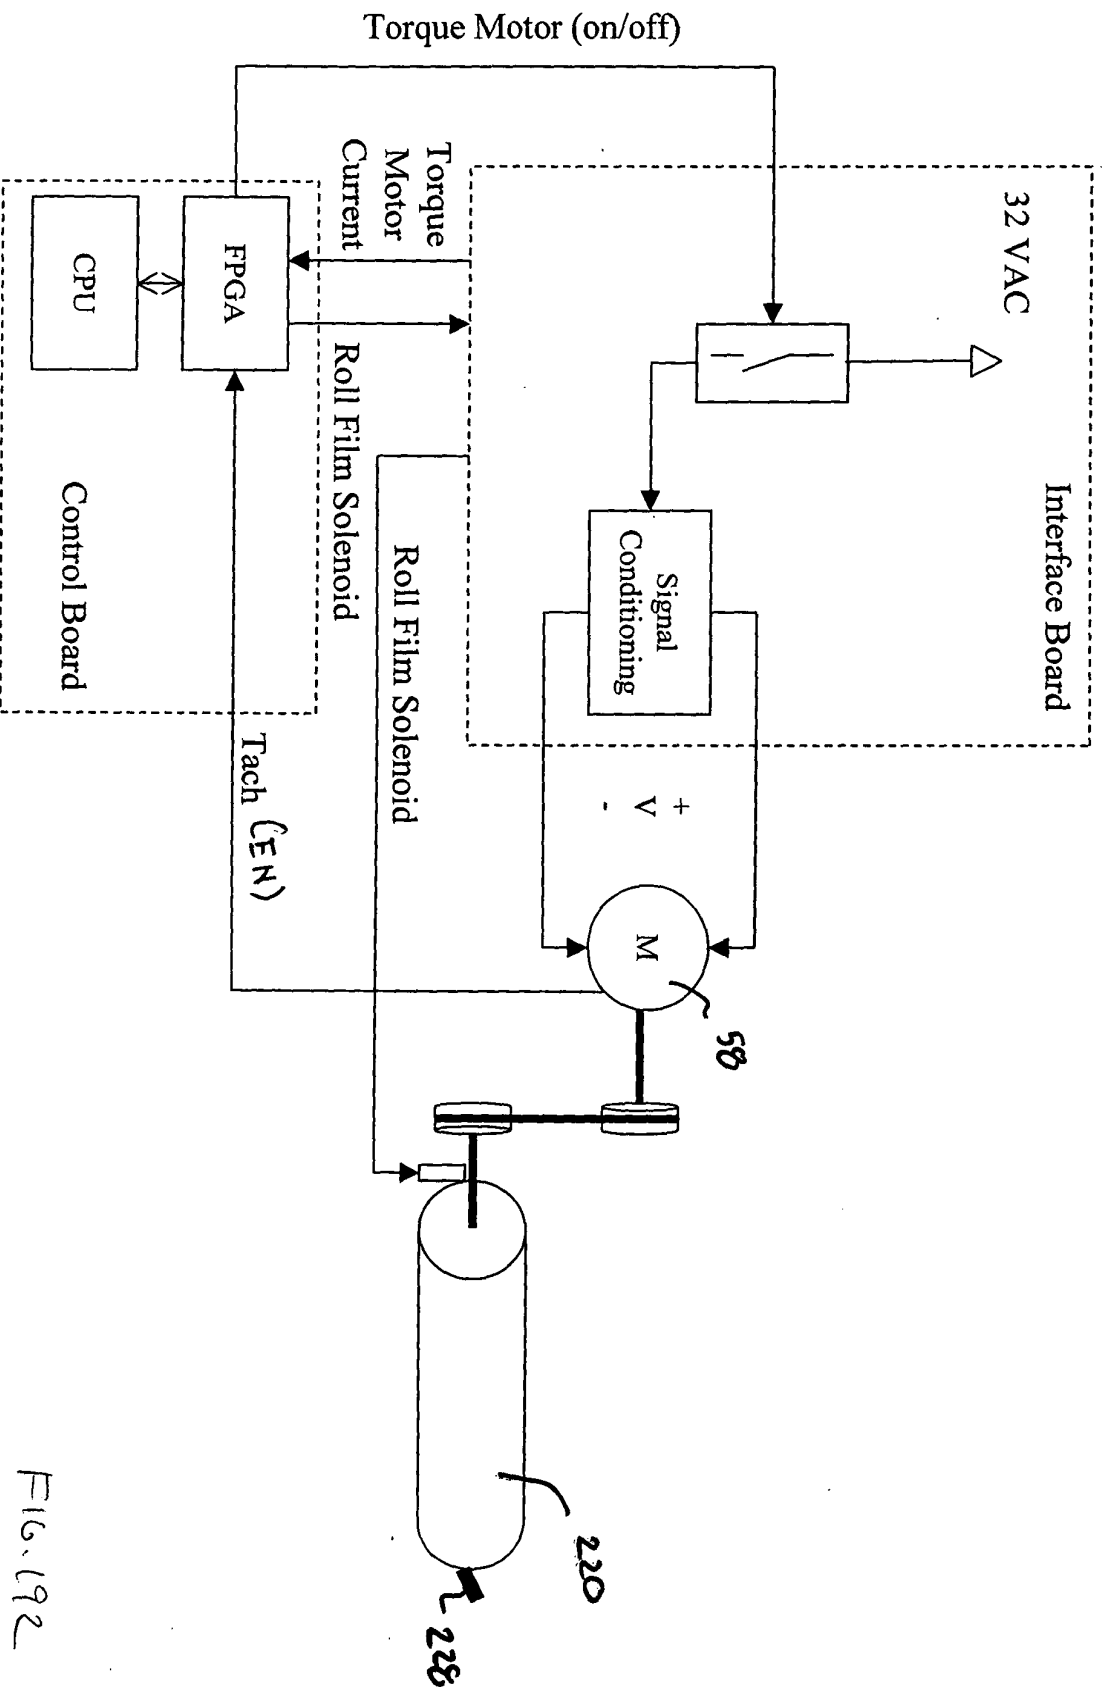 Torque Motor (on/off)
32 VAC
Interface Board
Torque
Motor
Current
FPGA
CPU
Roll Film Solenoid
Control Board
Signal
Conditioning
Roll Film Solenoid
+
V
-
M
58
Tach (EN)
220
228
FIG. 192